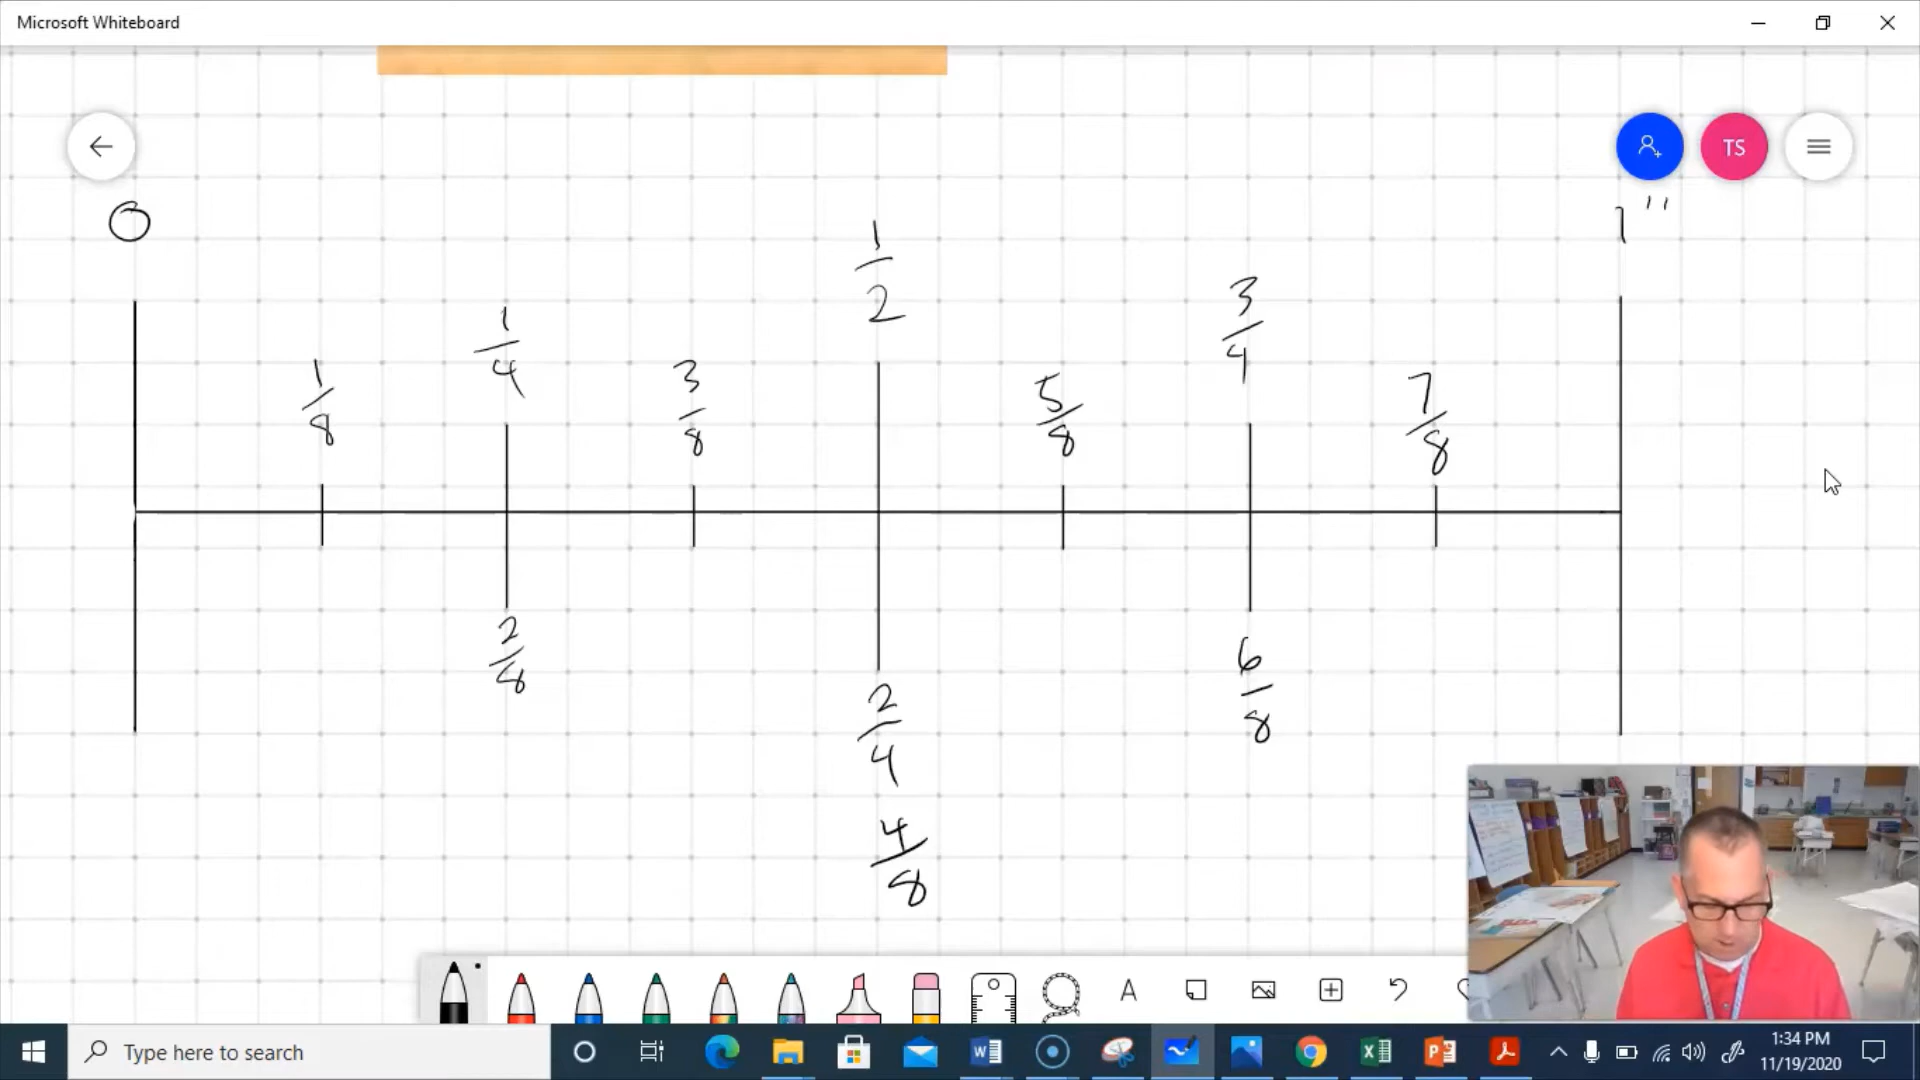 Microsoft Whiteboard
TS
0
1"
1/2
3/4
1/4
1/8
3/8
5/8
7/8
2/8
6/8
2/4
4/8
A
Type here to search
1:34 PM
11/19/2020